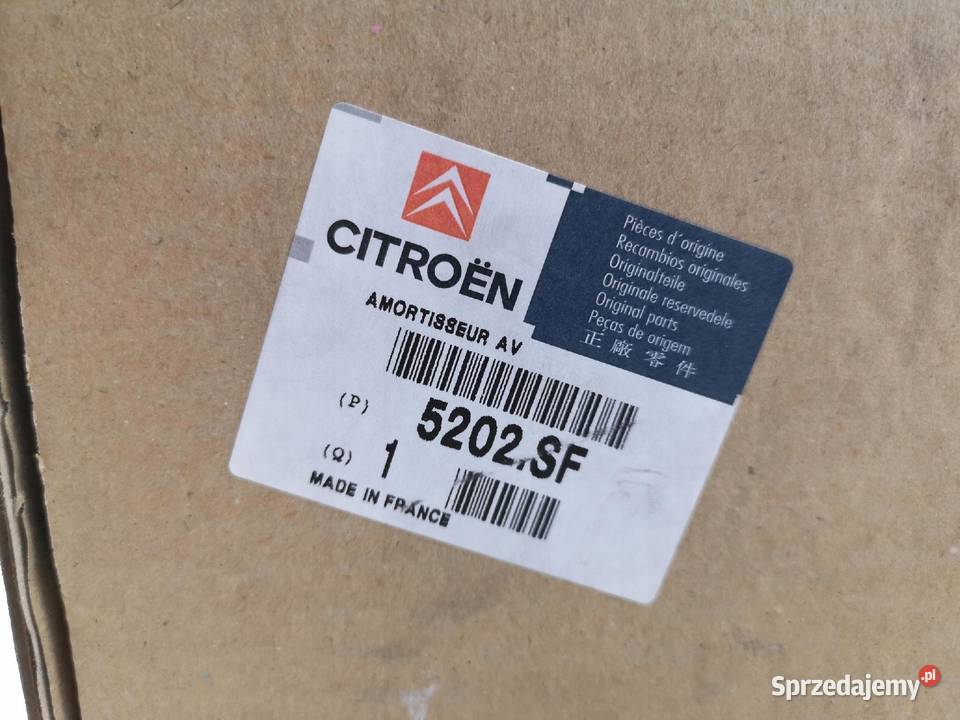 CITROËN
Pièces d'origine
Recambios originales
Originalteile
Originale reservedele
Original parts
Peças de origem
正廠零件
AMORTISSEUR AV
(P) 5202.SF
(Q) 1
MADE IN FRANCE
Sprzedajemy.pl